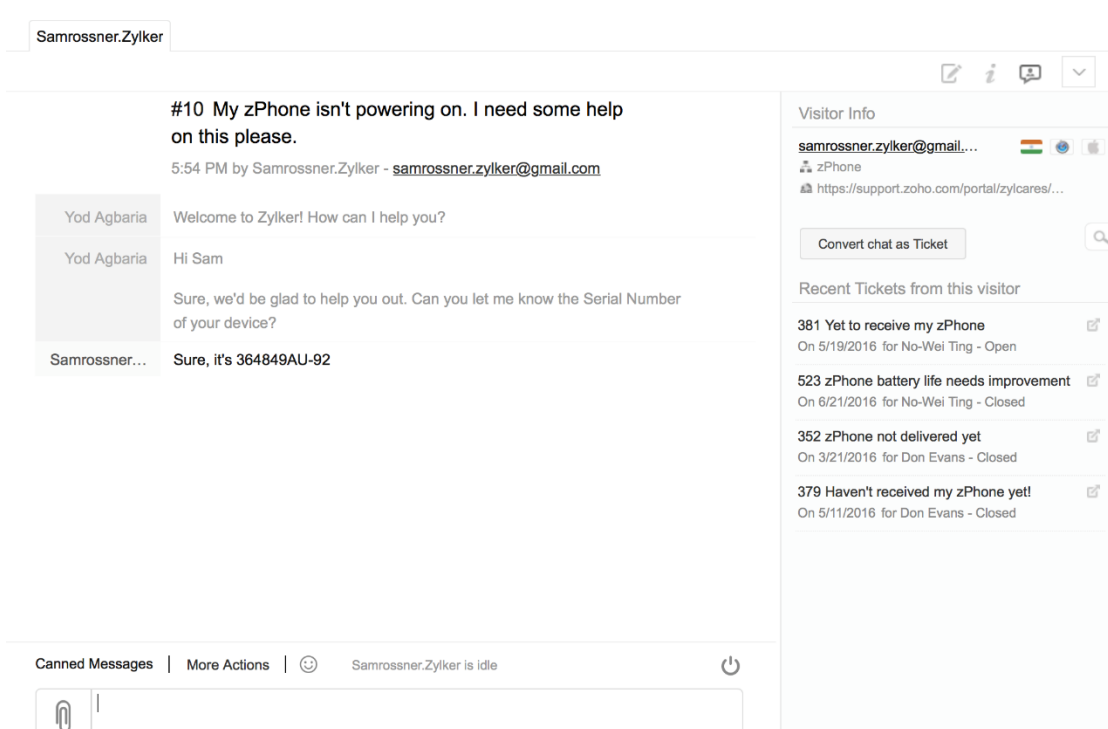 Samrossner.Zylker
#10 My zPhone isn't powering on. I need some help
on this please.
5:54 PM by Samrossner.Zylker - samrossner.zylker@gmail.com
Yod Agbaria Welcome to Zylker! How can I help you?
Yod Agbaria Hi Sam
Sure, we'd be glad to help you out. Can you let me know the Serial Number
of your device?
Samrossner... Sure, it's 364849AU-92
Canned Messages | More Actions | Samrossner.Zylker is idle
Visitor Info
samrossner.zylker@gmail....
zPhone
https://support.zoho.com/portal/zylcares/...
Convert chat as Ticket
Recent Tickets from this visitor
381 Yet to receive my zPhone
On 5/19/2016 for No-Wei Ting - Open
523 zPhone battery life needs improvement
On 6/21/2016 for No-Wei Ting - Closed
352 zPhone not delivered yet
On 3/21/2016 for Don Evans - Closed
379 Haven't received my zPhone yet!
On 5/11/2016 for Don Evans - Closed